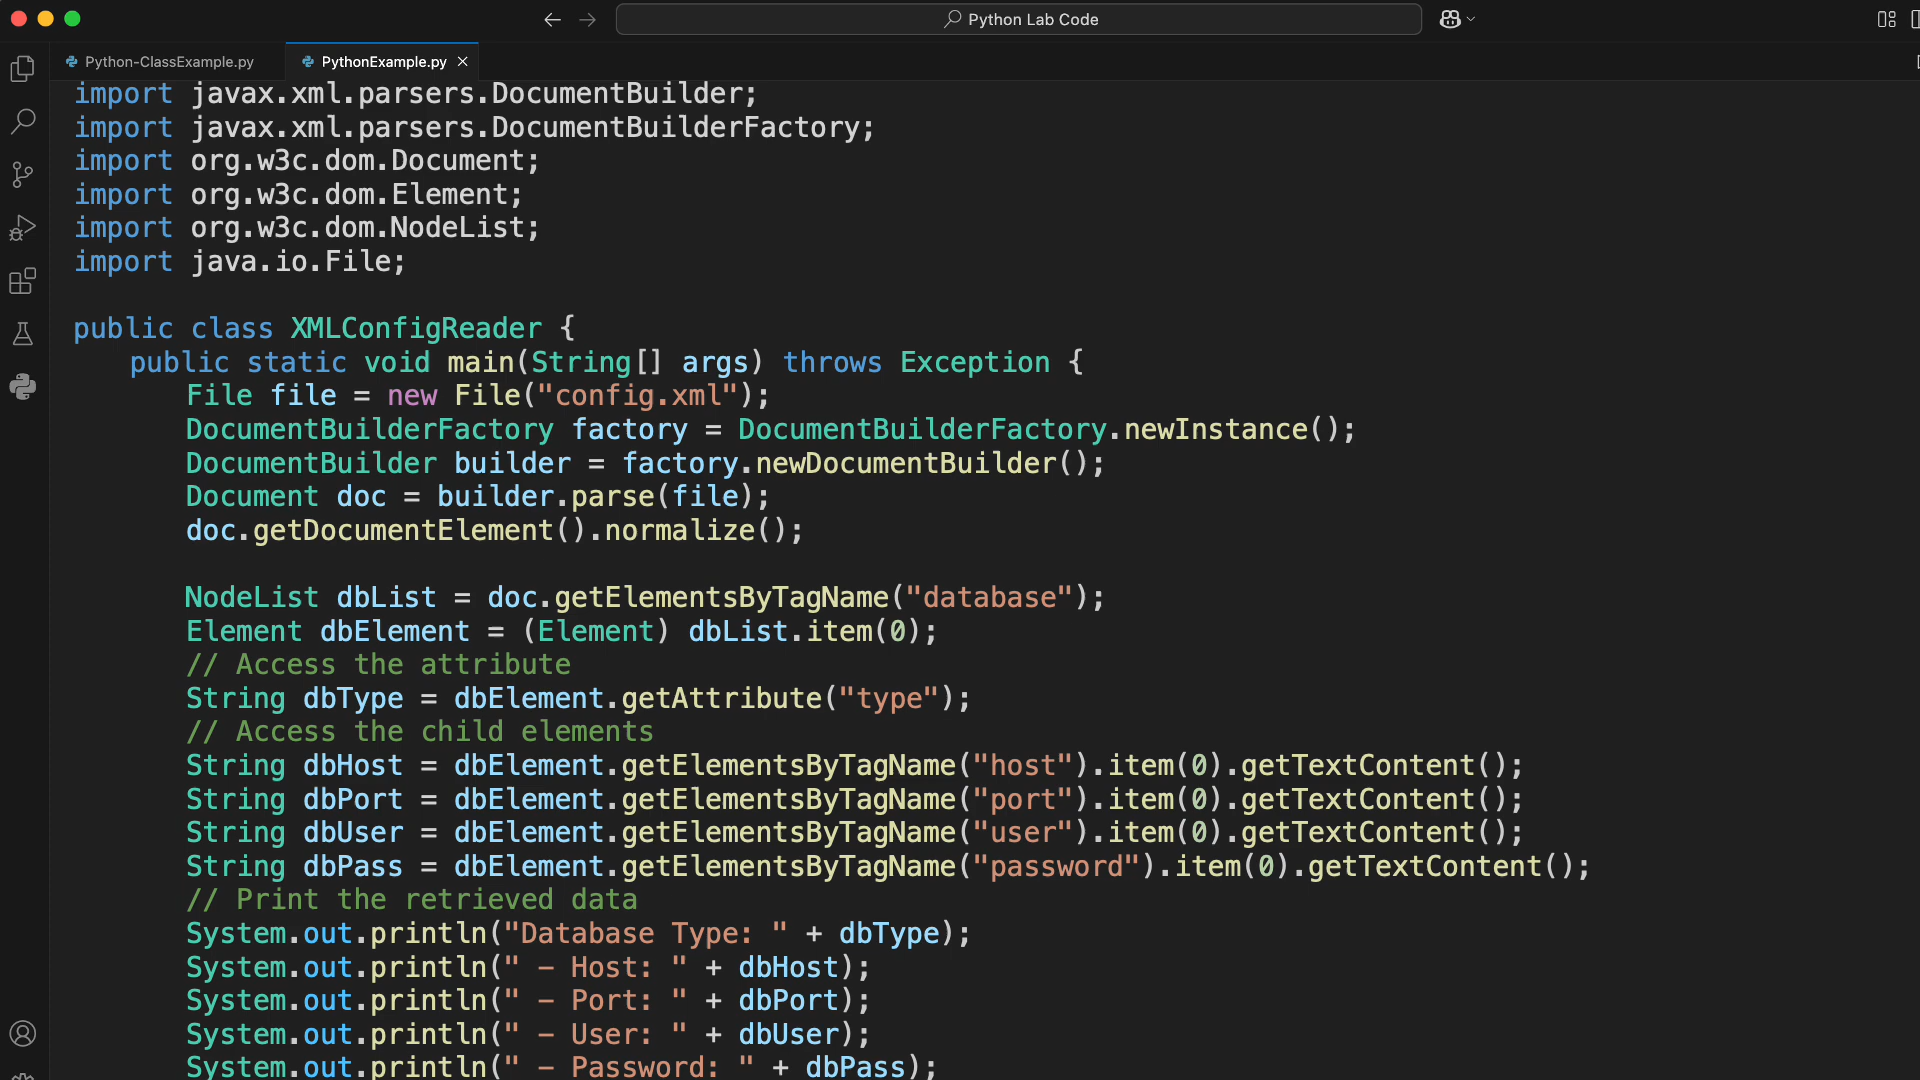 Python Lab Code
Python-ClassExample.py
PythonExample.py
import javax.xml.parsers.DocumentBuilder;
import javax.xml.parsers.DocumentBuilderFactory;
import org.w3c.dom.Document;
import org.w3c.dom.Element;
import org.w3c.dom.NodeList;
import java.io.File;
public class XMLConfigReader {
    public static void main(String[] args) throws Exception {
        File file = new File("config.xml");
        DocumentBuilderFactory factory = DocumentBuilderFactory.newInstance();
        DocumentBuilder builder = factory.newDocumentBuilder();
        Document doc = builder.parse(file);
        doc.getDocumentElement().normalize();
        NodeList dbList = doc.getElementsByTagName("database");
        Element dbElement = (Element) dbList.item(0);
        // Access the attribute
        String dbType = dbElement.getAttribute("type");
        // Access the child elements
        String dbHost = dbElement.getElementsByTagName("host").item(0).getTextContent();
        String dbPort = dbElement.getElementsByTagName("port").item(0).getTextContent();
        String dbUser = dbElement.getElementsByTagName("user").item(0).getTextContent();
        String dbPass = dbElement.getElementsByTagName("password").item(0).getTextContent();
        // Print the retrieved data
        System.out.println("Database Type: " + dbType);
        System.out.println(" – Host: " + dbHost);
        System.out.println(" – Port: " + dbPort);
        System.out.println(" – User: " + dbUser);
        System.out.println(" – Password: " + dbPass);